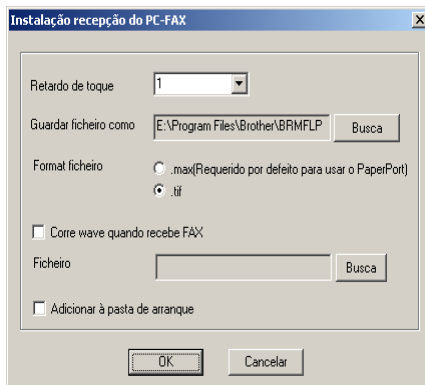 Instalação recepção do PC-FAX
Retardo de toque 1
Guardar ficheiro como E:\Program Files\Brother\BRMFLP Busca
Format ficheiro .max(Requerido por defeito para usar o PaperPort)
.tif
Corre wave quando recebe FAX
Ficheiro Busca
Adicionar à pasta de arranque
OK Cancelar